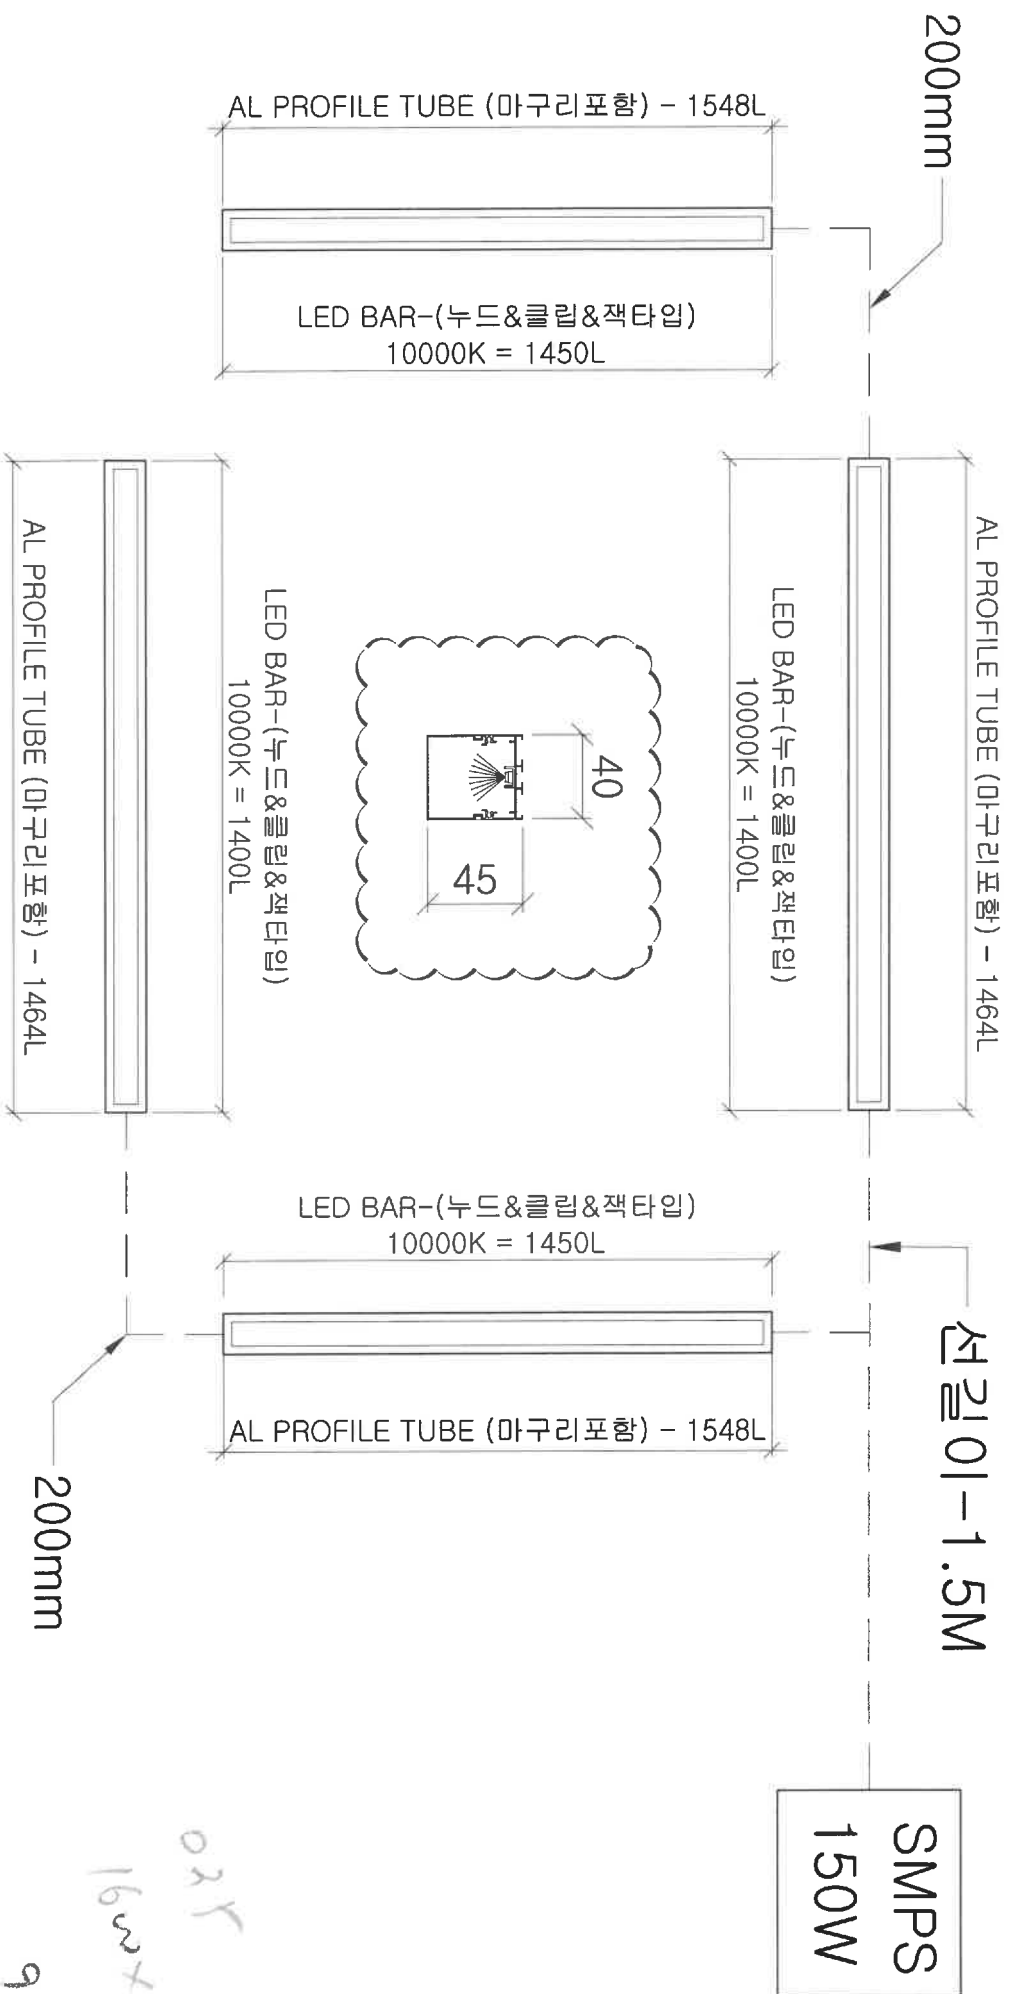 200mm
AL PROFILE TUBE (마구리포함) - 1548L
LED BAR-(누드&클립&잭타입)
10000K = 1450L
AL PROFILE TUBE (마구리포함) - 1464L
LED BAR-(누드&클립&잭타입)
10000K = 1400L
40
45
LED BAR-(누드&클립&잭타입)
10000K = 1400L
AL PROFILE TUBE (마구리포함) - 1464L
선길이-1.5M
LED BAR-(누드&클립&잭타입)
10000K = 1450L
AL PROFILE TUBE (마구리포함) - 1548L
200mm
SMPS
150W
16w x
9